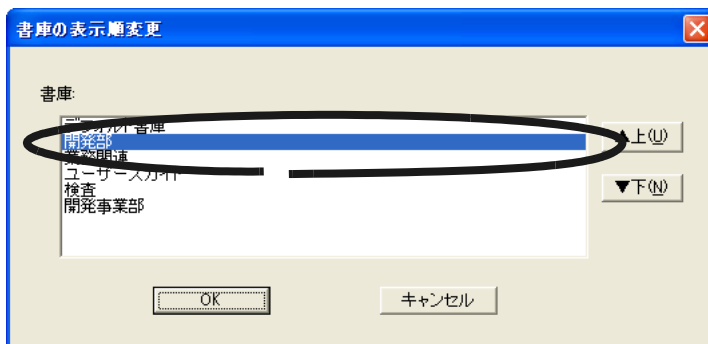 書庫の表示順変更
書庫:
デフォルト書庫
開発部
業務関連
ユーザーズガイド
検査
開発事業部
▲上(U)
▼下(N)
OK
キャンセル